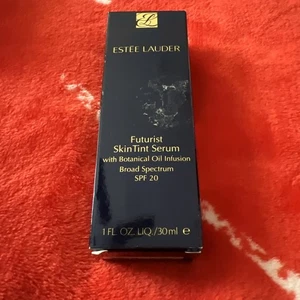 ESTĒE LAUDER
Futurist
SkinTint Serum
with Botanical Oil Infusion
Broad Spectrum
SPF 20
1 FL. OZ. LIQ./30ml e